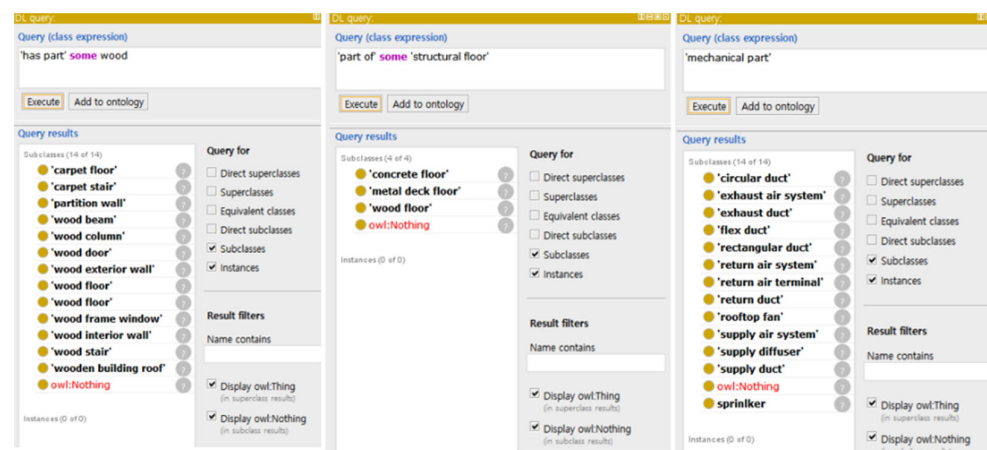 DL query:
Query (class expression)
'has part' some wood
Execute
Add to ontology
Query results
Subclasses (14 of 14)
'carpet floor'
'carpet stair'
'partition wall'
'wood beam'
'wood column'
'wood door'
'wood exterior wall'
'wood floor'
'wood floor'
'wood frame window'
'wood interior wall'
'wood stair'
'wooden building roof'
owl:Nothing
Instances (0 of 0)
Query for
Direct superclasses
Superclasses
Equivalent classes
Direct subclasses
Subclasses
Instances
Result filters
Name contains
Display owl:Thing
(in superclass results)
Display owl:Nothing
(in subclass results)
DL query:
Query (class expression)
'part of' some 'structural floor'
Execute
Add to ontology
Query results
Subclasses (4 of 4)
'concrete floor'
'metal deck floor'
'wood floor'
owl:Nothing
Instances (0 of 0)
Query for
Direct superclasses
Superclasses
Equivalent classes
Direct subclasses
Subclasses
Instances
Result filters
Name contains
Display owl:Thing
(in superclass results)
Display owl:Nothing
(in subclass results)
DL query:
Query (class expression)
'mechanical part'
Execute
Add to ontology
Query results
Subclasses (14 of 14)
'circular duct'
'exhaust air system'
'exhaust duct'
'flex duct'
'rectangular duct'
'return air system'
'return air terminal'
'return duct'
'rooftop fan'
'supply air system'
'supply diffuser'
'supply duct'
owl:Nothing
sprinlker
Instances (0 of 0)
Query for
Direct superclasses
Superclasses
Equivalent classes
Direct subclasses
Subclasses
Instances
Result filters
Name contains
Display owl:Thing
(in superclass results)
Display owl:Nothing